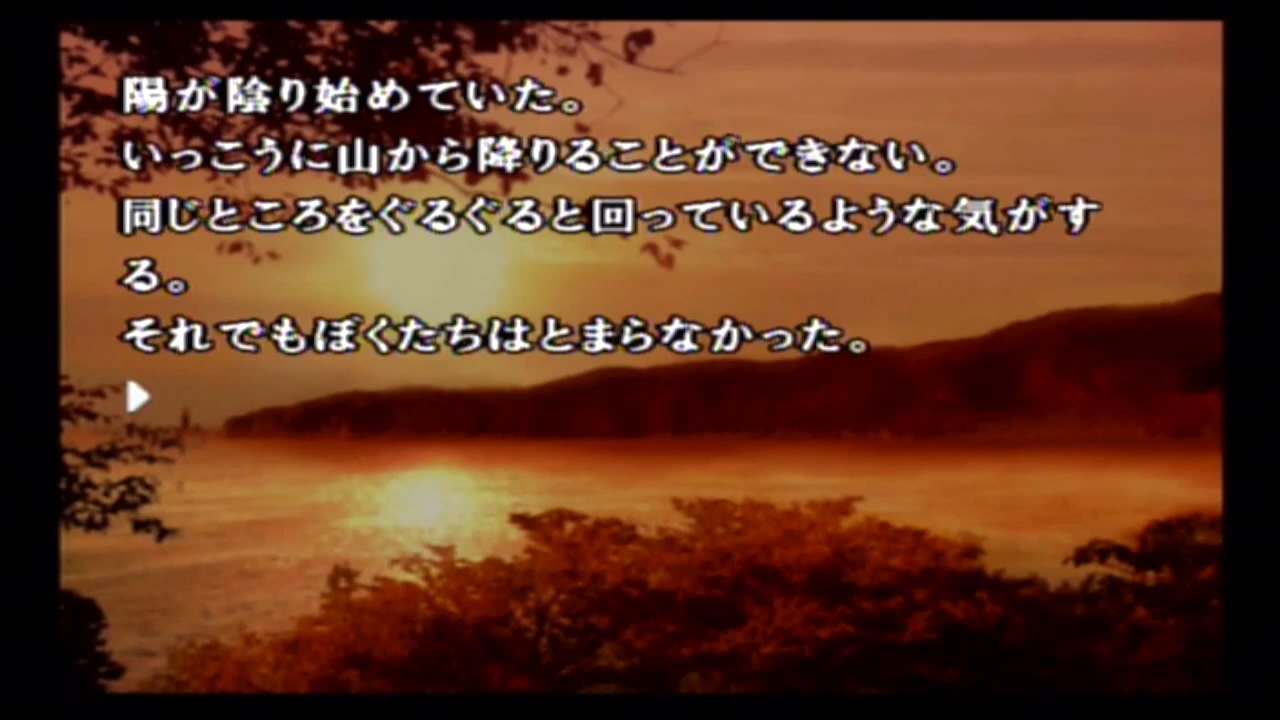 陽が陰り始めていた。
いっこうに山から降りることができない。
同じところをぐるぐると回っているような気がす
る。
それでもぼくたちはとまらなかった。